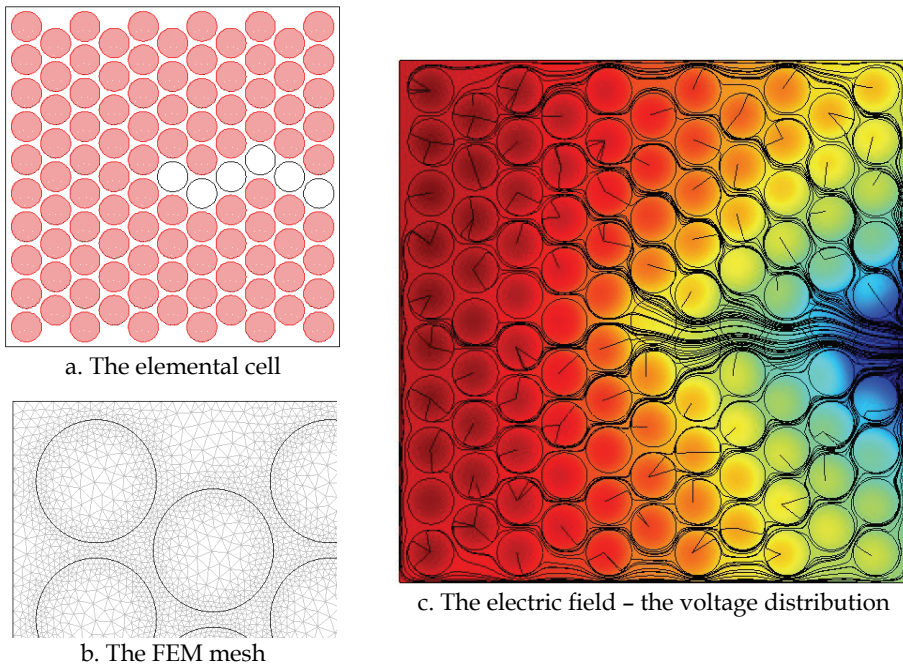 a. The elemental cell
b. The FEM mesh
c. The electric field – the voltage distribution